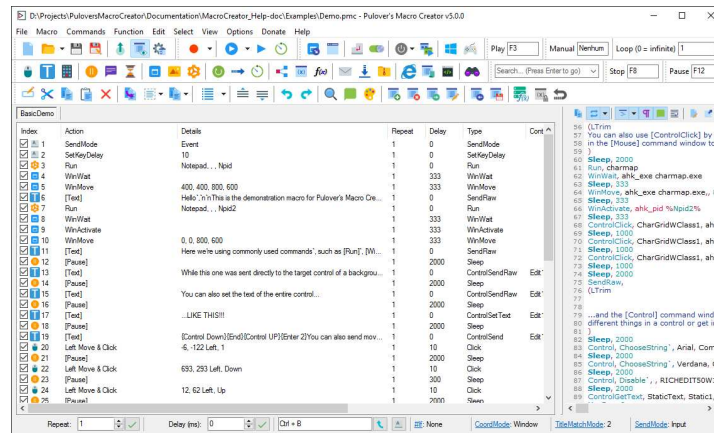 D:\Projects\PuloversMacroCreator\Documentation\MacroCreator_Help-doc\Examples\Demo.pmc - Pulover's Macro Creator v5.0.0
File Macro Commands Function Edit Select View Options Donate Help
Play F3 Manual Nenhum Loop (0 = infinite) 1
Search... (Press Enter to go) Stop F8 Pause F12
BasicDemo
Index Action Details Repeat Delay Type Cont
1 SendMode Event 1 0 SendMode
2 SetKeyDelay 10 1 0 SetKeyDelay
3 Run Notepad, , , Npid 1 0 Run
4 WinWait 1 333 WinWait
5 WinMove 400, 400, 800, 600 1 333 WinMove
6 [Text] Hello`,`n`nThis is the demonstration macro for Pulover's Macro Cre... 1 0 SendRaw
7 Run Notepad, , , Npid2 1 0 Run
8 WinWait 1 333 WinWait
9 WinActivate 1 333 WinActivate
10 WinMove 0, 0, 800, 600 1 333 WinMove
11 [Text] Here we're using commonly used commands`, such as [Run]`, [Wi... 1 0 SendRaw
12 [Pause] 1 2000 Sleep
13 [Text] While this one was sent directly to the target control of a backgrou... 1 0 ControlSendRaw Edit1
14 [Pause] 1 2000 Sleep
15 [Text] You can also set the text of the entire control... 1 0 ControlSendRaw Edit1
16 [Pause] 1 2000 Sleep
17 [Text] ...LIKE THIS!!! 1 0 ControlSetText Edit1
18 [Pause] 1 2000 Sleep
19 [Text] {Control Down}{End}{Control UP}{Enter 2}You can also send mov... 1 0 ControlSend Edit1
20 Left Move & Click -6, -122 Left, 1 1 10 Click
21 [Pause] 1 2000 Sleep
22 Left Move & Click 693, 293 Left, Down 1 10 Click
23 [Pause] 1 300 Sleep
24 Left Move & Click 12, 62 Left, Up 1 10 Click
25 [Pause] 1 2000 Sleep
56 (LTrim
57 You can also use [ControlClick] by
58 in the [Mouse] command window to
59 )
60 Sleep, 2000
61 Run, charmap
62 WinWait, ahk_exe charmap.exe
63 Sleep, 333
64 WinMove, ahk_exe charmap.exe, ,
65 Sleep, 333
66 WinActivate, ahk_pid %Npid2%
67 Sleep, 333
68 ControlClick, CharGridWClass1, ah
69 Sleep, 1000
70 ControlClick, CharGridWClass1, ah
71 Sleep, 1000
72 ControlClick, CharGridWClass1, ah
73 Sleep, 1000
74 Sleep, 2000
75 SendRaw,
76 (LTrim
77
78
79 ...and the [Control] command wind
80 different things in a control or get i
81 )
82 Sleep, 2000
83 Control, ChooseString`, Arial, Com
84 Sleep, 2000
85 Control, ChooseString`, Verdana, C
86 Sleep, 2000
87 Control, Disable`, , RICHEDIT50W1
88 Sleep, 2000
89 ControlGetText, StaticText, Static1,
Repeat: 1 Delay (ms): 0 Ctrl + B #If: None CoordMode: Window TitleMatchMode: 2 SendMode: Input